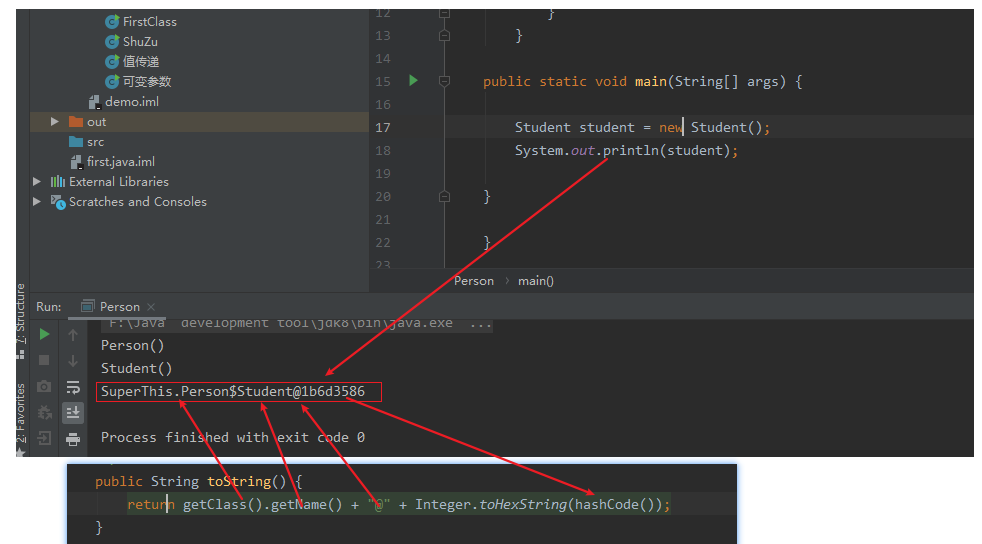 FirstClass
ShuZu
值传递
可变参数
demo.iml
out
src
first.java.iml
External Libraries
Scratches and Consoles
12 }
13 }
14
15 public static void main(String[] args) {
16
17 Student student = new Student();
18 System.out.println(student);
19
20 }
21
22 }
23
Person › main()
7: Structure
2: Favorites
Run: Person ×
F:\Java development tool\jdk8\bin\java.exe ...
Person()
Student()
SuperThis.Person$Student@1b6d3586
Process finished with exit code 0
public String toString() {
return getClass().getName() + "@" + Integer.toHexString(hashCode());
}